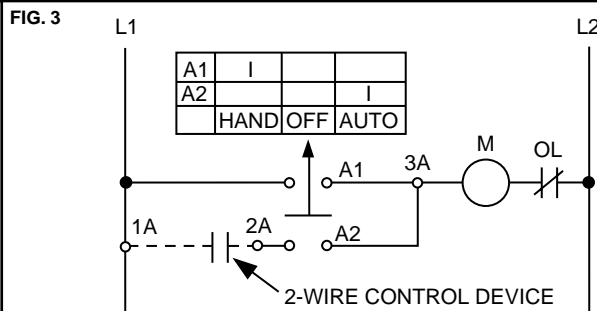 FIG. 3
L1
L2
A1 I
A2 I
HAND OFF AUTO
A1 3A M OL
1A 2A A2
2-WIRE CONTROL DEVICE